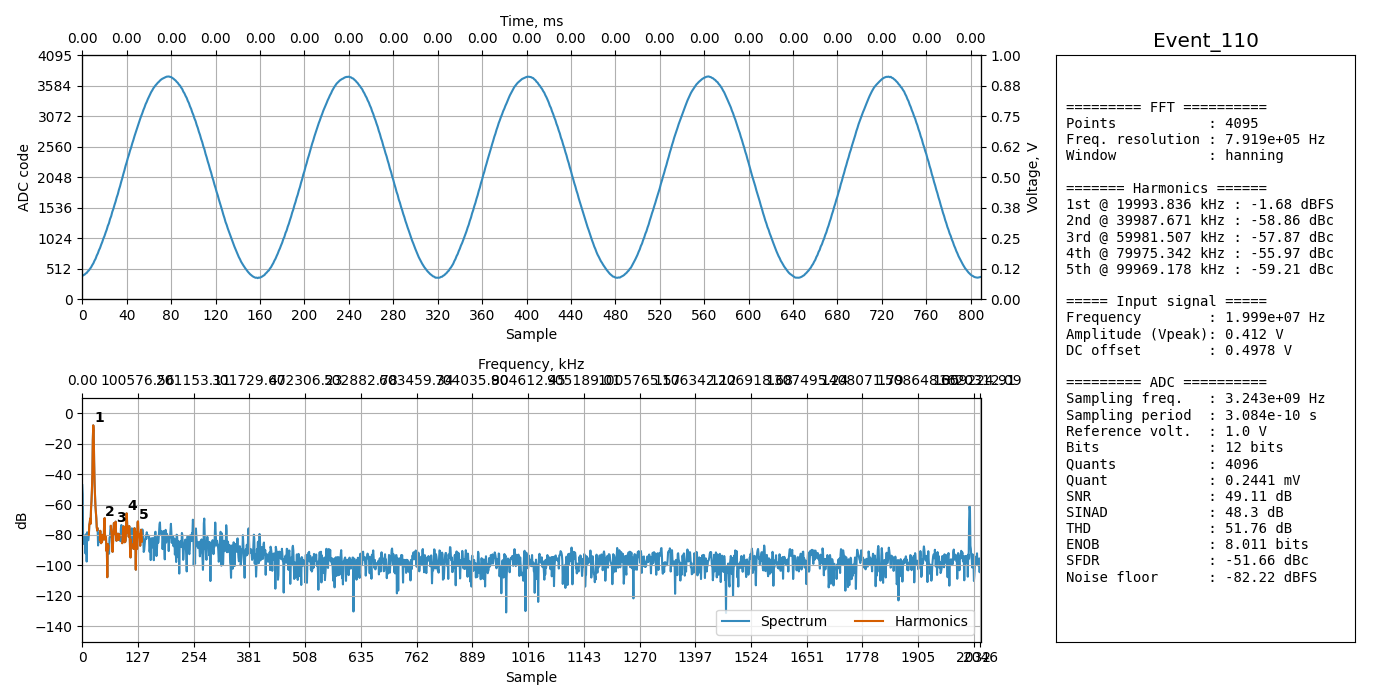 Time, ms
0.00 0.00 0.00 0.00 0.00 0.00 0.00 0.00 0.00 0.00 0.00 0.00 0.00 0.00 0.00 0.00 0.00 0.00 0.00 0.00 0.00
4095 1.00
3584 0.88
3072 0.75
2560 0.62
2048 0.50
1536 0.38
1024 0.25
512 0.12
0 0.00
ADC code
Voltage, V
0 40 80 120 160 200 240 280 320 360 400 440 480 520 560 600 640 680 720 760 800
Sample
Frequency, kHz
0.00
0
−20
−40
−60
−80
−100
−120
−140
dB
1
2
3
4
5
Spectrum Harmonics
0 127 254 381 508 635 762 889 1016 1143 1270 1397 1524 1651 1778 1905
Sample
Event_110
========= FFT ==========
Points : 4095
Freq. resolution : 7.919e+05 Hz
Window : hanning
======= Harmonics ======
1st @ 19993.836 kHz : -1.68 dBFS
2nd @ 39987.671 kHz : -58.86 dBc
3rd @ 59981.507 kHz : -57.87 dBc
4th @ 79975.342 kHz : -55.97 dBc
5th @ 99969.178 kHz : -59.21 dBc
===== Input signal =====
Frequency : 1.999e+07 Hz
Amplitude (Vpeak): 0.412 V
DC offset : 0.4978 V
========= ADC ==========
Sampling freq. : 3.243e+09 Hz
Sampling period : 3.084e-10 s
Reference volt. : 1.0 V
Bits : 12 bits
Quants : 4096
Quant : 0.2441 mV
SNR : 49.11 dB
SINAD : 48.3 dB
THD : 51.76 dB
ENOB : 8.011 bits
SFDR : -51.66 dBc
Noise floor : -82.22 dBFS